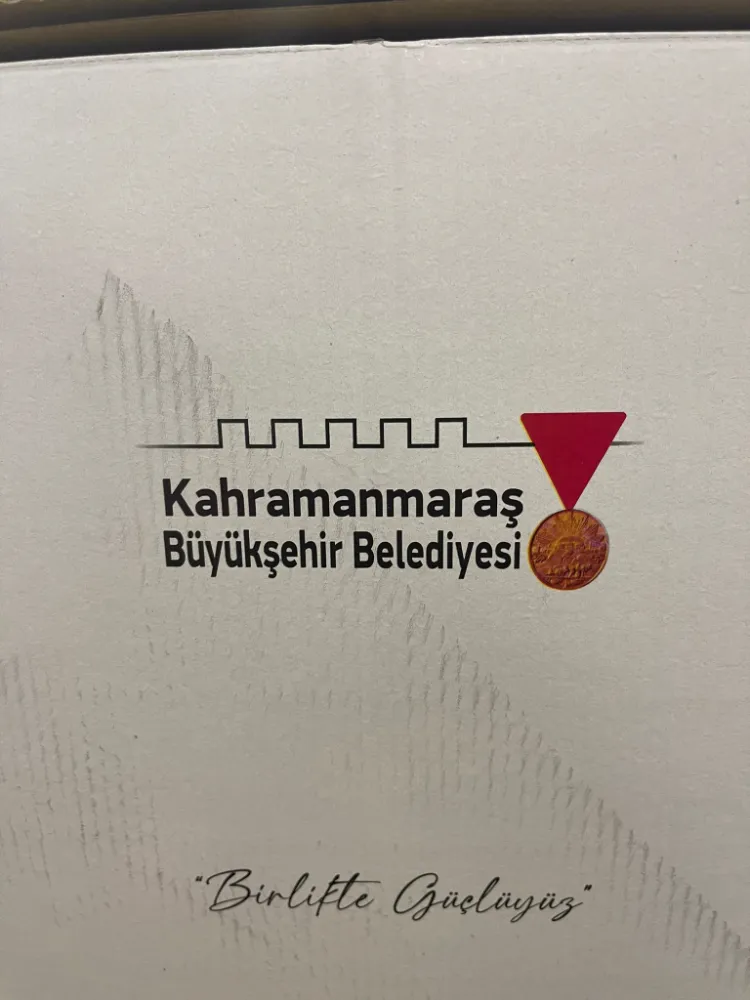 Kahramanmaraş
Büyükşehir Belediyesi
"Birlikte Güçlüyüz"